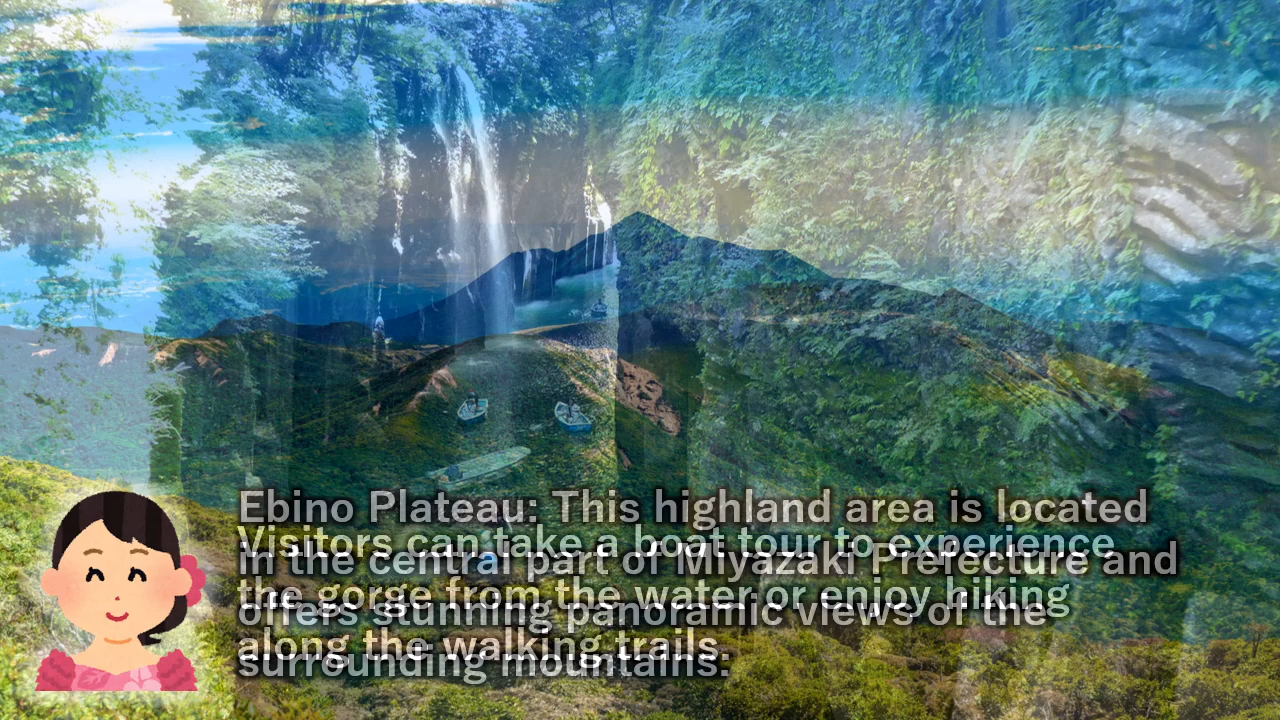 Ebino Plateau: This highland area is located
in the central part of Miyazaki Prefecture and
offers stunning panoramic views of the
surrounding mountains.
Visitors can take a boat tour to experience
the gorge from the water or enjoy hiking
along the walking trails.